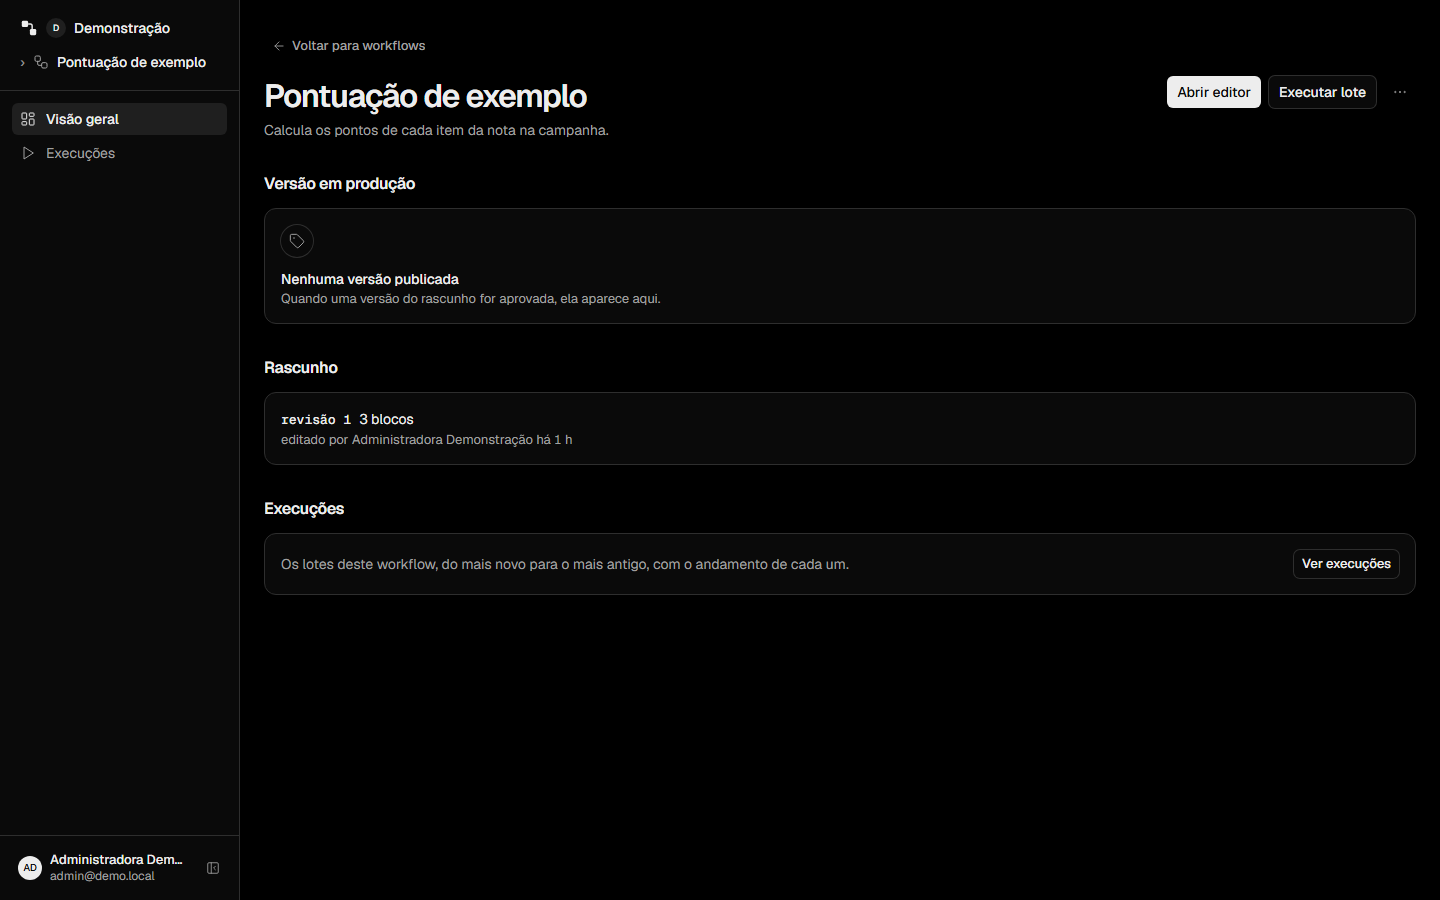 D Demonstração
› Pontuação de exemplo
Visão geral
Execuções
Voltar para workflows
Pontuação de exemplo
Calcula os pontos de cada item da nota na campanha.
Abrir editor
Executar lote
Versão em produção
Nenhuma versão publicada
Quando uma versão do rascunho for aprovada, ela aparece aqui.
Rascunho
revisão 1 3 blocos
editado por Administradora Demonstração há 1 h
Execuções
Os lotes deste workflow, do mais novo para o mais antigo, com o andamento de cada um.
Ver execuções
AD Administradora Dem...
admin@demo.local